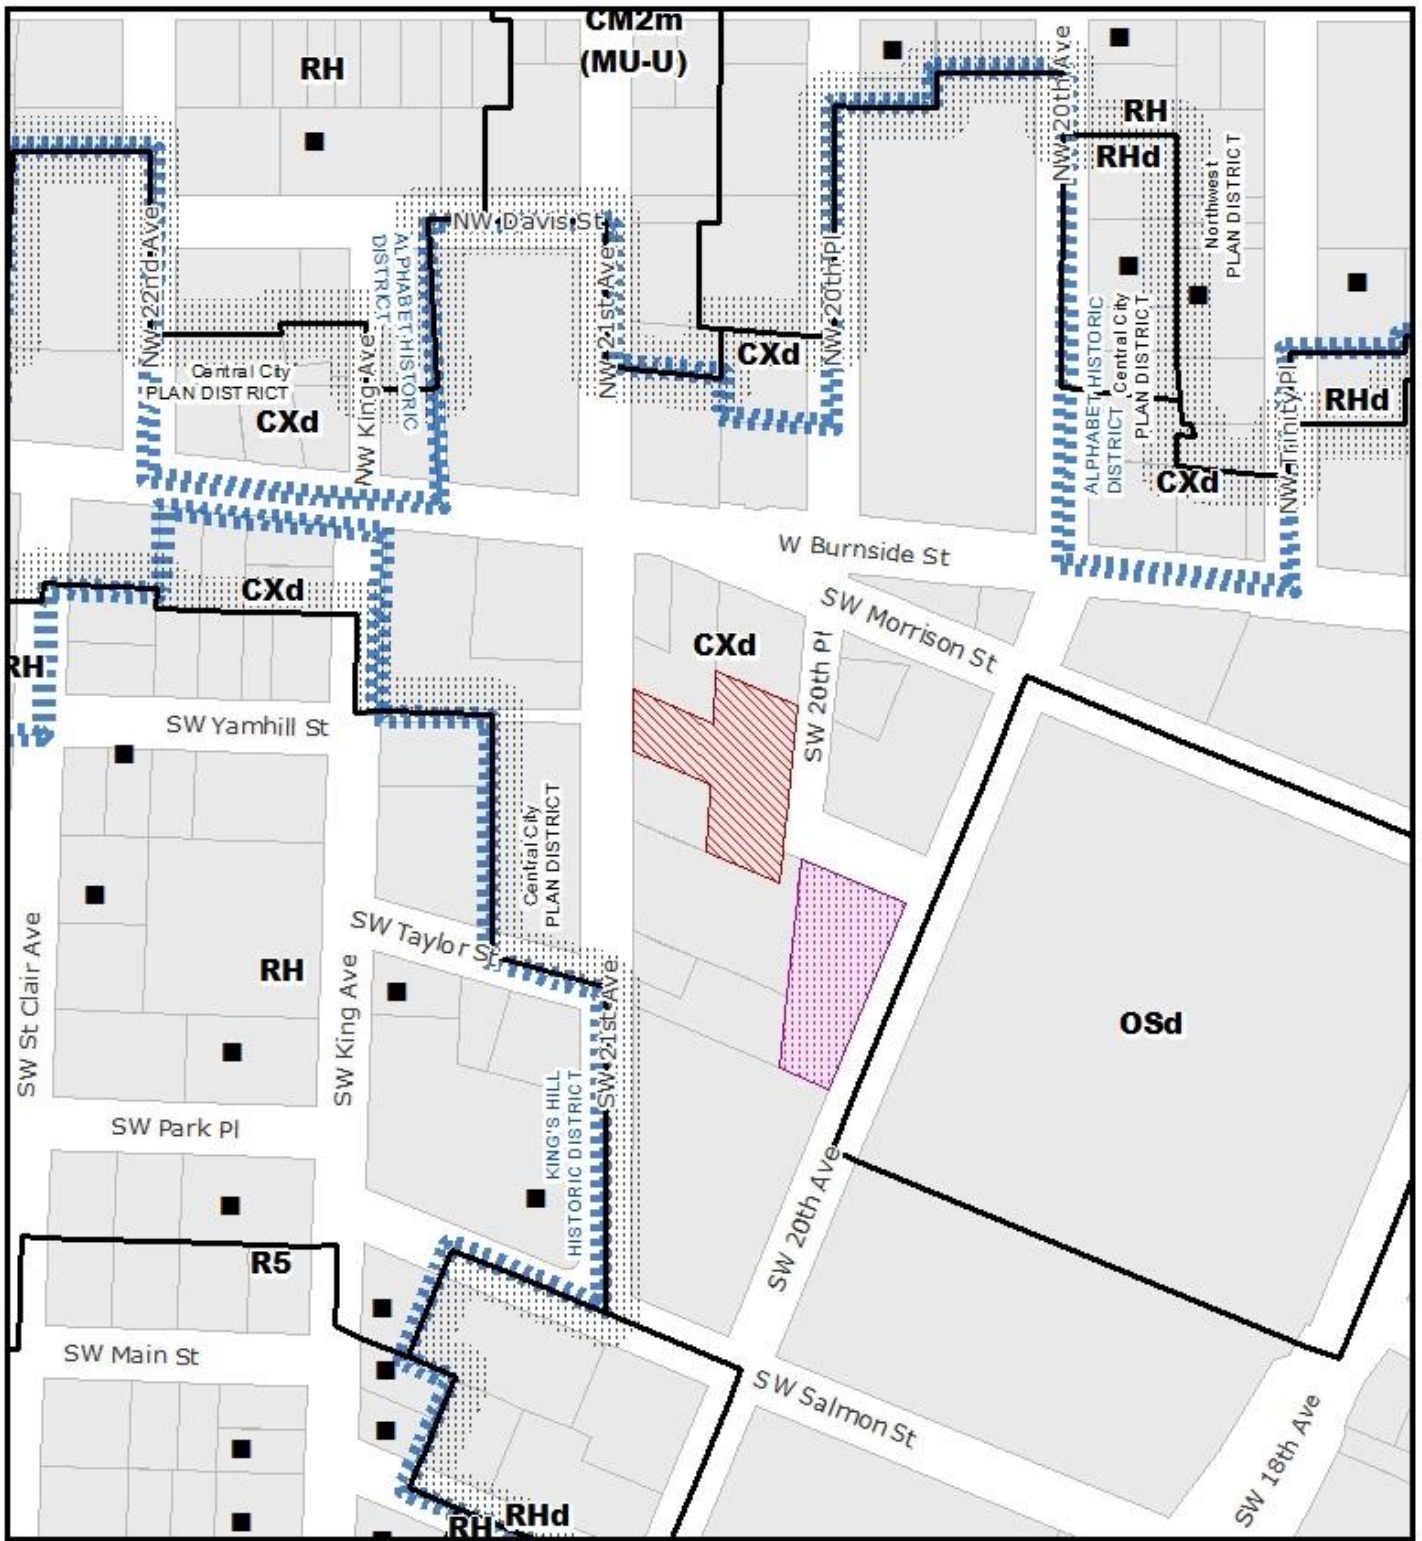 CM2m
(MU-U)
RH
NW 20th Ave
RH
RHd
Northwest
PLAN DISTRICT
NW Davis St
NW 22nd Ave
ALPHABET HISTORIC
DISTRICT
NW 21st Ave
NW 20th Pl
ALPHABET HISTORIC
DISTRICT
Central City
PLAN DISTRICT
CXd
Central City
PLAN DISTRICT
CXd
NW King Ave
NW Trinity Pl
RHd
CXd
W Burnside St
CXd
SW Morrison St
CXd
RH
SW 20th Pl
SW Yamhill St
Central City
PLAN DISTRICT
SW Taylor St
SW St Clair Ave
RH
SW King Ave
SW 21st Ave
OSd
KING'S HILL
HISTORIC DISTRICT
SW Park Pl
SW 20th Ave
R5
SW Main St
SW Salmon St
SW 18th Ave
RHd
RH